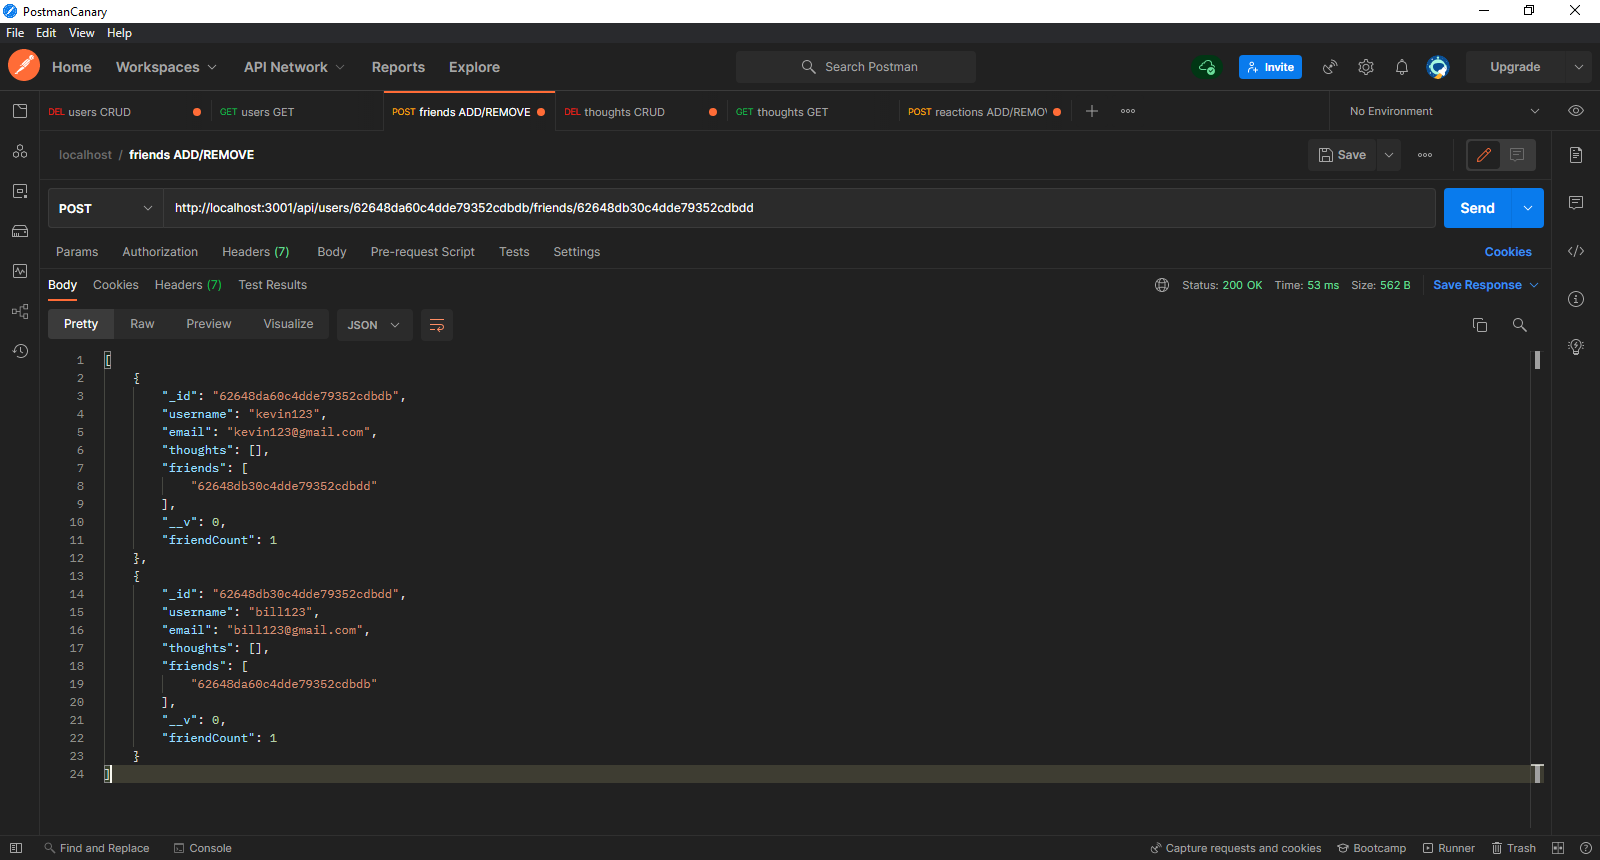 PostmanCanary
File Edit View Help
Home Workspaces API Network Reports Explore Search Postman Invite Upgrade
DEL users CRUD GET users GET POST friends ADD/REMOVE DEL thoughts CRUD GET thoughts GET POST reactions ADD/REMO No Environment
localhost / friends ADD/REMOVE Save
POST http://localhost:3001/api/users/62648da60c4dde79352cdbdb/friends/62648db30c4dde79352cdbdd Send
Params Authorization Headers (7) Body Pre-request Script Tests Settings Cookies
Body Cookies Headers (7) Test Results Status: 200 OK Time: 53 ms Size: 562 B Save Response
Pretty Raw Preview Visualize JSON
1 [
2 {
3 "_id": "62648da60c4dde79352cdbdb",
4 "username": "kevin123",
5 "email": "kevin123@gmail.com",
6 "thoughts": [],
7 "friends": [
8 "62648db30c4dde79352cdbdd"
9 ],
10 "__v": 0,
11 "friendCount": 1
12 },
13 {
14 "_id": "62648db30c4dde79352cdbdd",
15 "username": "bill123",
16 "email": "bill123@gmail.com",
17 "thoughts": [],
18 "friends": [
19 "62648da60c4dde79352cdbdb"
20 ],
21 "__v": 0,
22 "friendCount": 1
23 }
24 ]
Find and Replace Console Capture requests and cookies Bootcamp Runner Trash